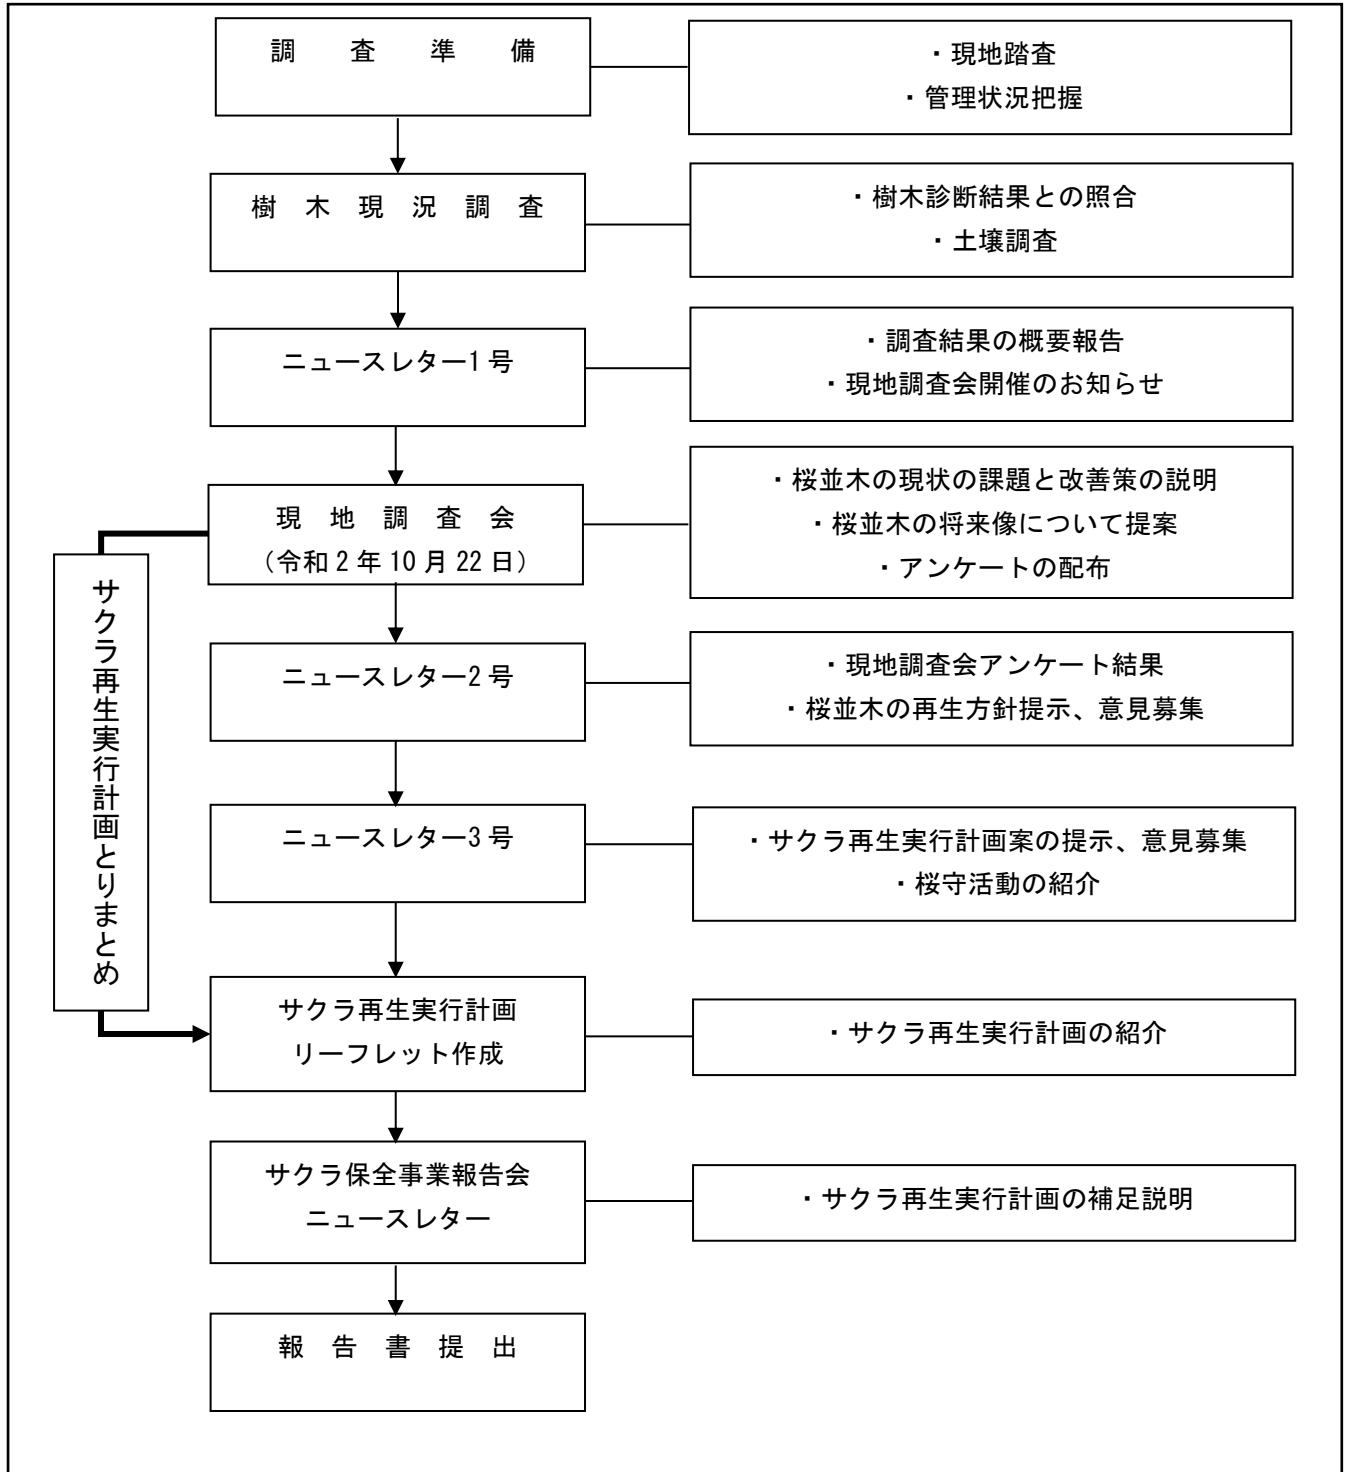 調査準備
・現地踏査
・管理状況把握
樹木現況調査
・樹木診断結果との照合
・土壌調査
ニュースレター1号
・調査結果の概要報告
・現地調査会開催のお知らせ
現地調査会
（令和2年10月22日）
・桜並木の現状の課題と改善策の説明
・桜並木の将来像について提案
・アンケートの配布
サクラ再生実行計画とりまとめ
ニュースレター2号
・現地調査会アンケート結果
・桜並木の再生方針提示、意見募集
ニュースレター3号
・サクラ再生実行計画案の提示、意見募集
・桜守活動の紹介
サクラ再生実行計画
リーフレット作成
・サクラ再生実行計画の紹介
サクラ保全事業報告会
ニュースレター
・サクラ再生実行計画の補足説明
報告書提出